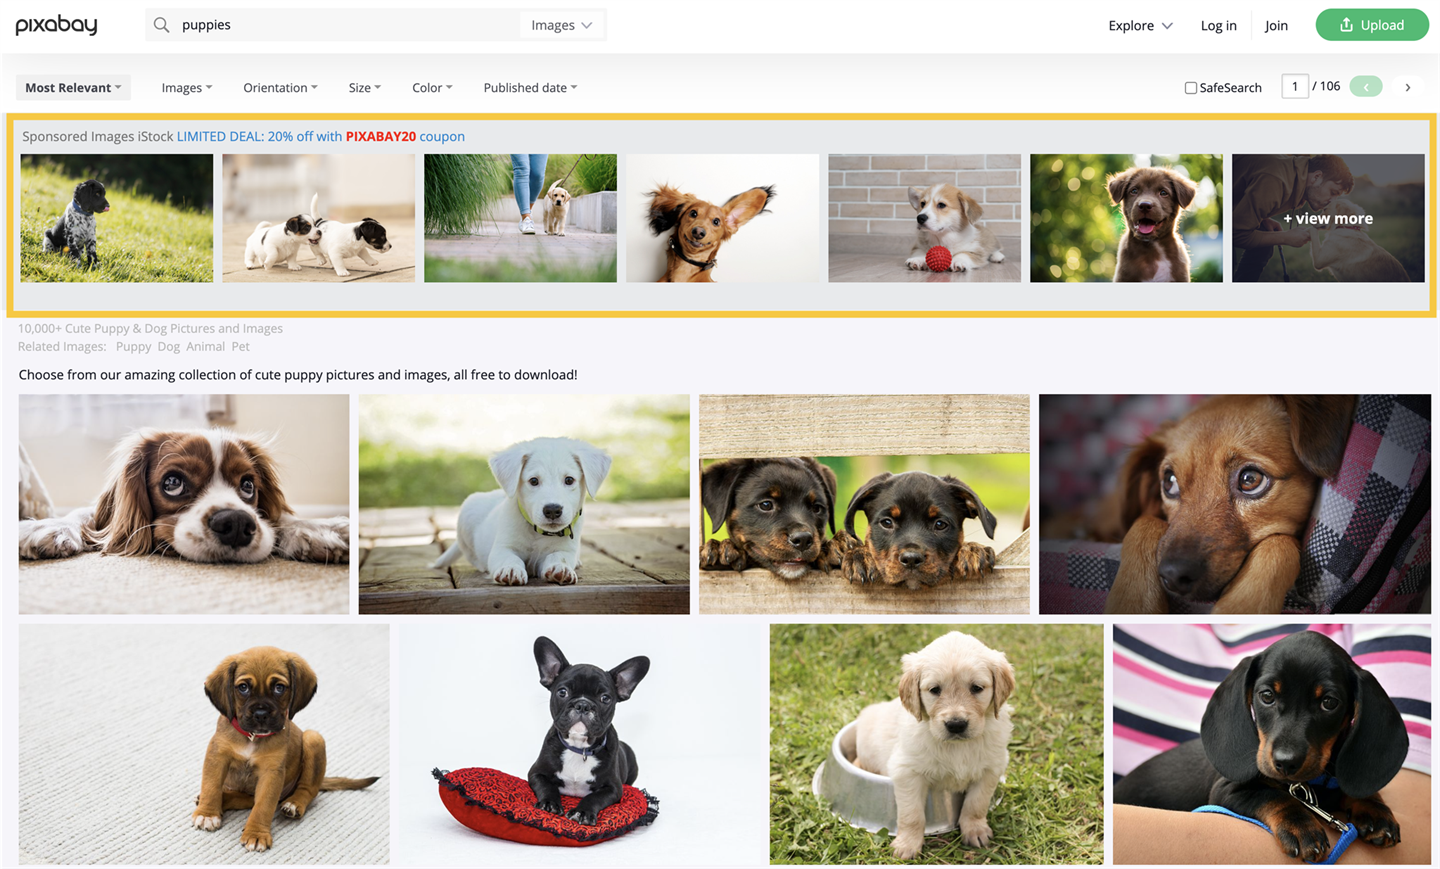 pixabay puppies Images Explore Log in Join Upload
Most Relevant Images Orientation Size Color Published date SafeSearch 1 / 106
Sponsored Images iStock LIMITED DEAL: 20% off with PIXABAY20 coupon
+ view more
10,000+ Cute Puppy & Dog Pictures and Images
Related Images: Puppy Dog Animal Pet
Choose from our amazing collection of cute puppy pictures and images, all free to download!